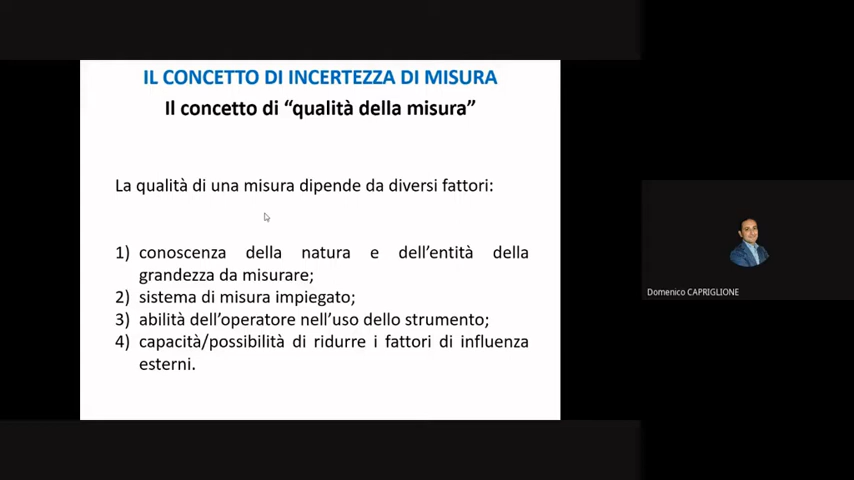 IL CONCETTO DI INCERTEZZA DI MISURA
Il concetto di “qualità della misura”
La qualità di una misura dipende da diversi fattori:
1) conoscenza della natura e dell’entità della
grandezza da misurare;
2) sistema di misura impiegato;
3) abilità dell’operatore nell’uso dello strumento;
4) capacità/possibilità di ridurre i fattori di influenza
esterni.
Domenico CAPRIGLIONE